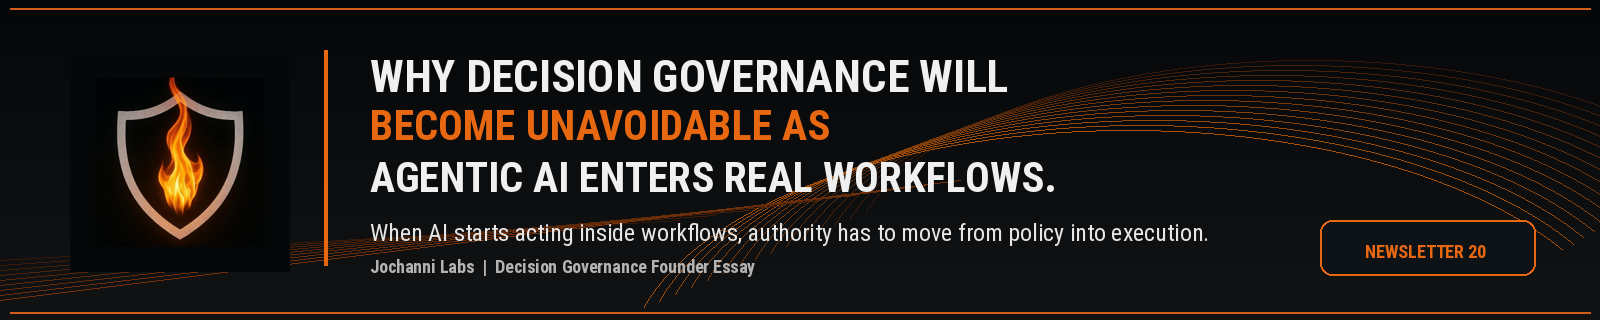 WHY DECISION GOVERNANCE WILL
BECOME UNAVOIDABLE AS
AGENTIC AI ENTERS REAL WORKFLOWS.
When AI starts acting inside workflows, authority has to move from policy into execution.
Jochanni Labs | Decision Governance Founder Essay
NEWSLETTER 20